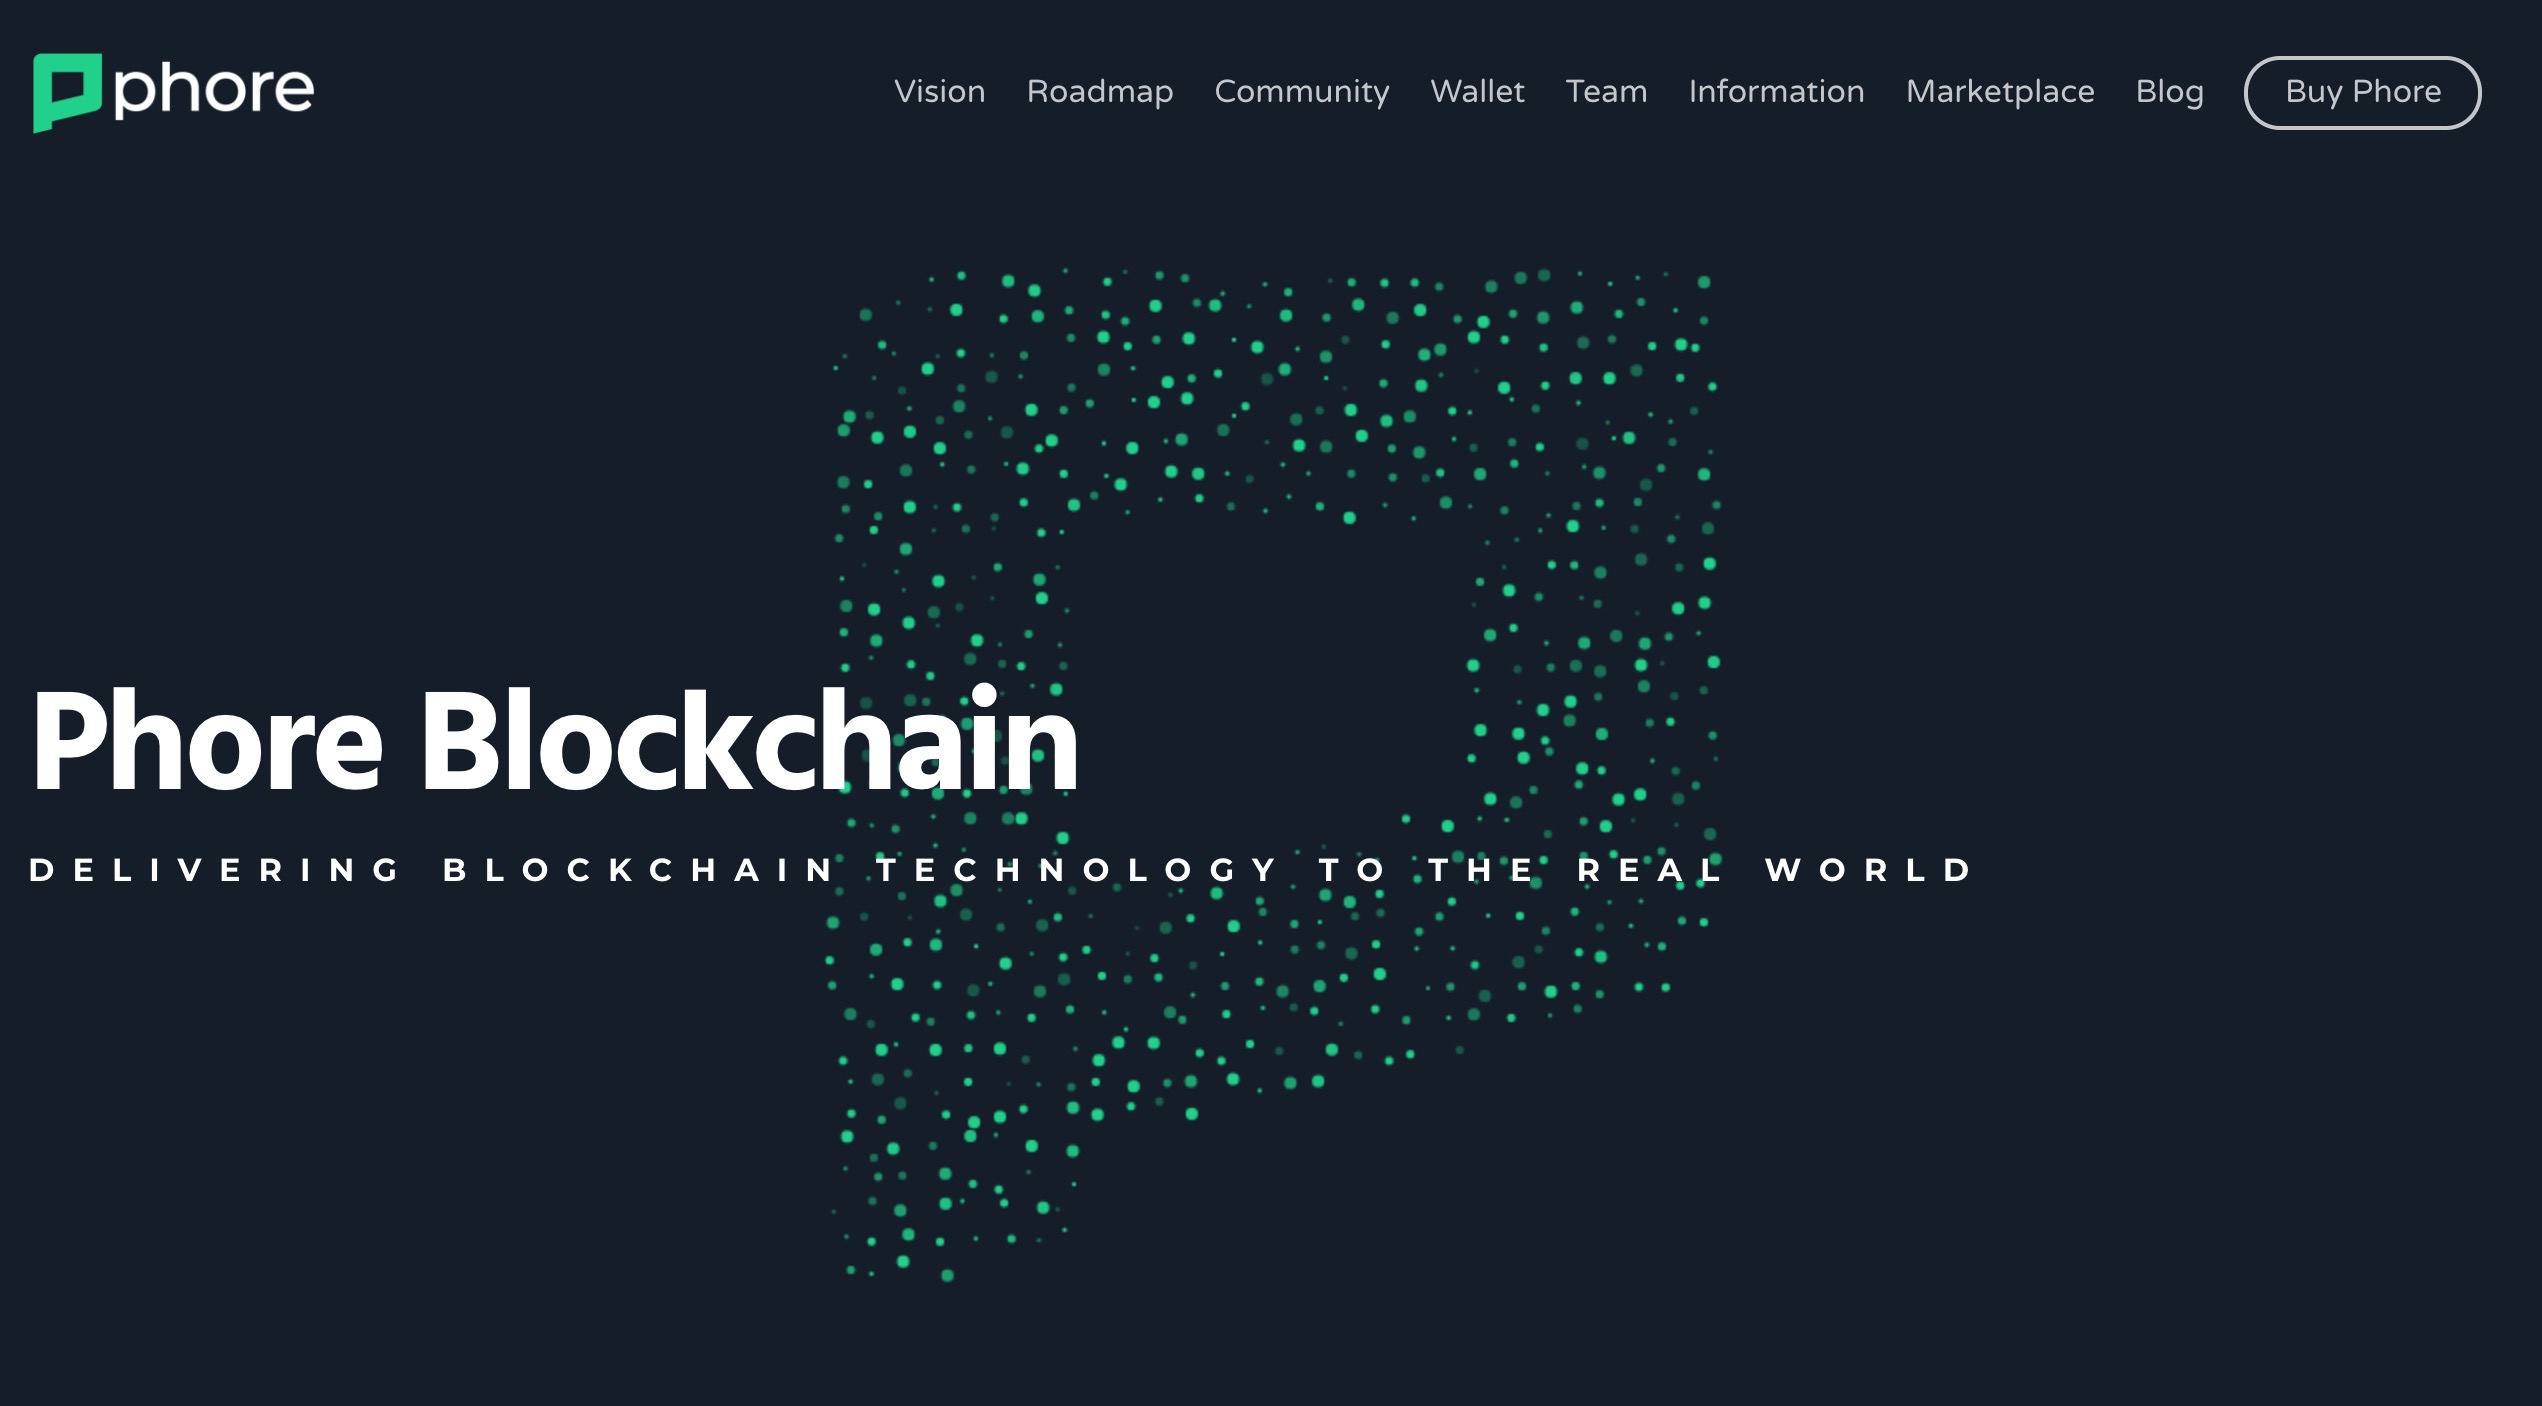 phore
Vision Roadmap Community Wallet Team Information Marketplace Blog Buy Phore
Phore Blockchain
DELIVERING BLOCKCHAIN TECHNOLOGY TO THE REAL WORLD